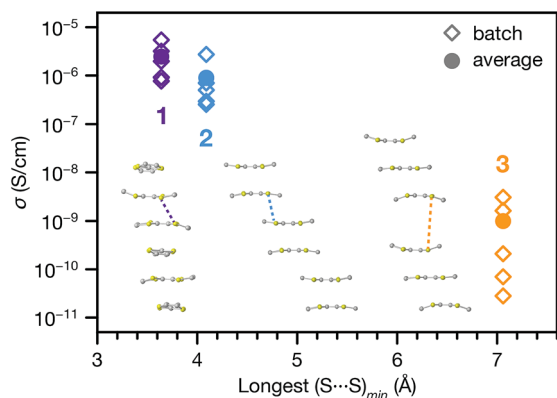 10⁻⁵
10⁻⁶
10⁻⁷
10⁻⁸
10⁻⁹
10⁻¹⁰
10⁻¹¹
σ (S/cm)
batch
average
1
2
3
3 4 5 6 7
Longest (S···S)ₘᵢₙ (Å)